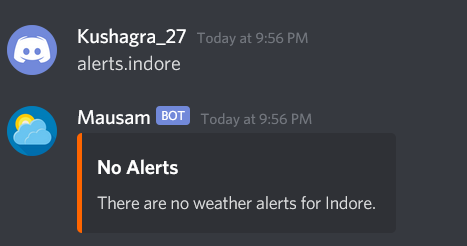 Kushagra_27 Today at 9:56 PM
alerts.indore
Mausam BOT Today at 9:56 PM
No Alerts
There are no weather alerts for Indore.